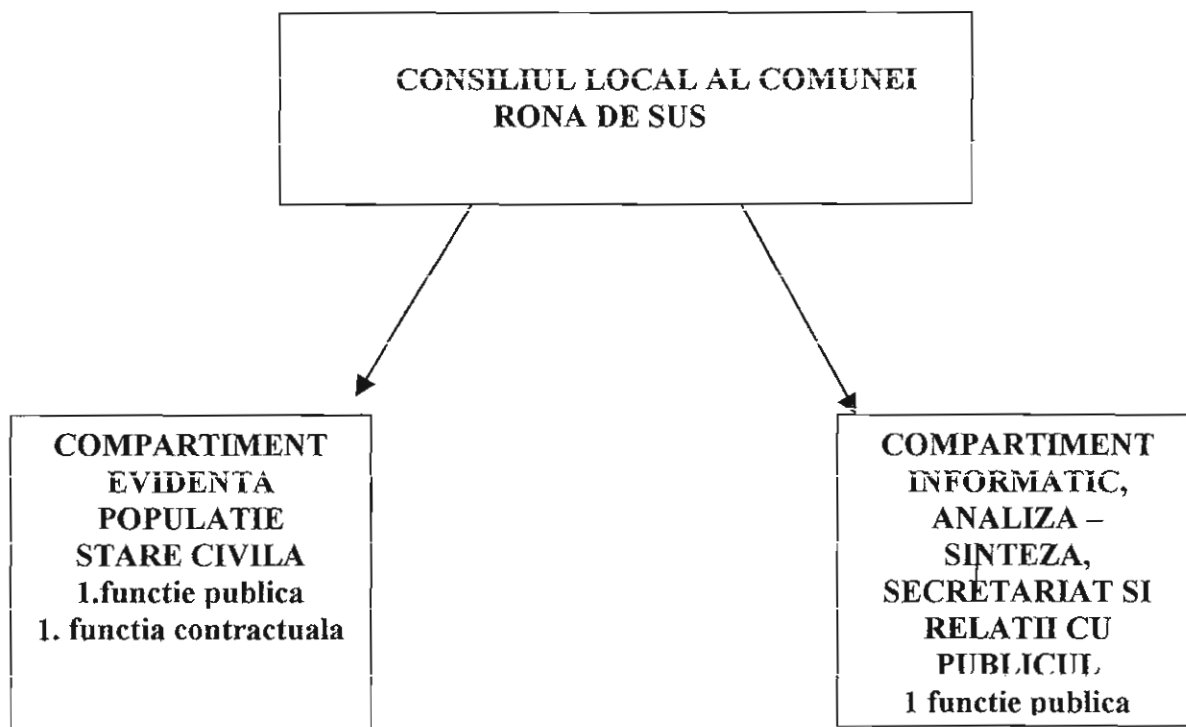 CONSILIUL LOCAL AL COMUNEI
RONA DE SUS
COMPARTIMENT
EVIDENTA
POPULATIE
STARE CIVILA
1.functie publica
1. functia contractuala
COMPARTIMENT
INFORMATIC,
ANALIZA –
SINTEZA,
SECRETARIAT SI
RELATII CU
PUBLICUL
1 functie publica